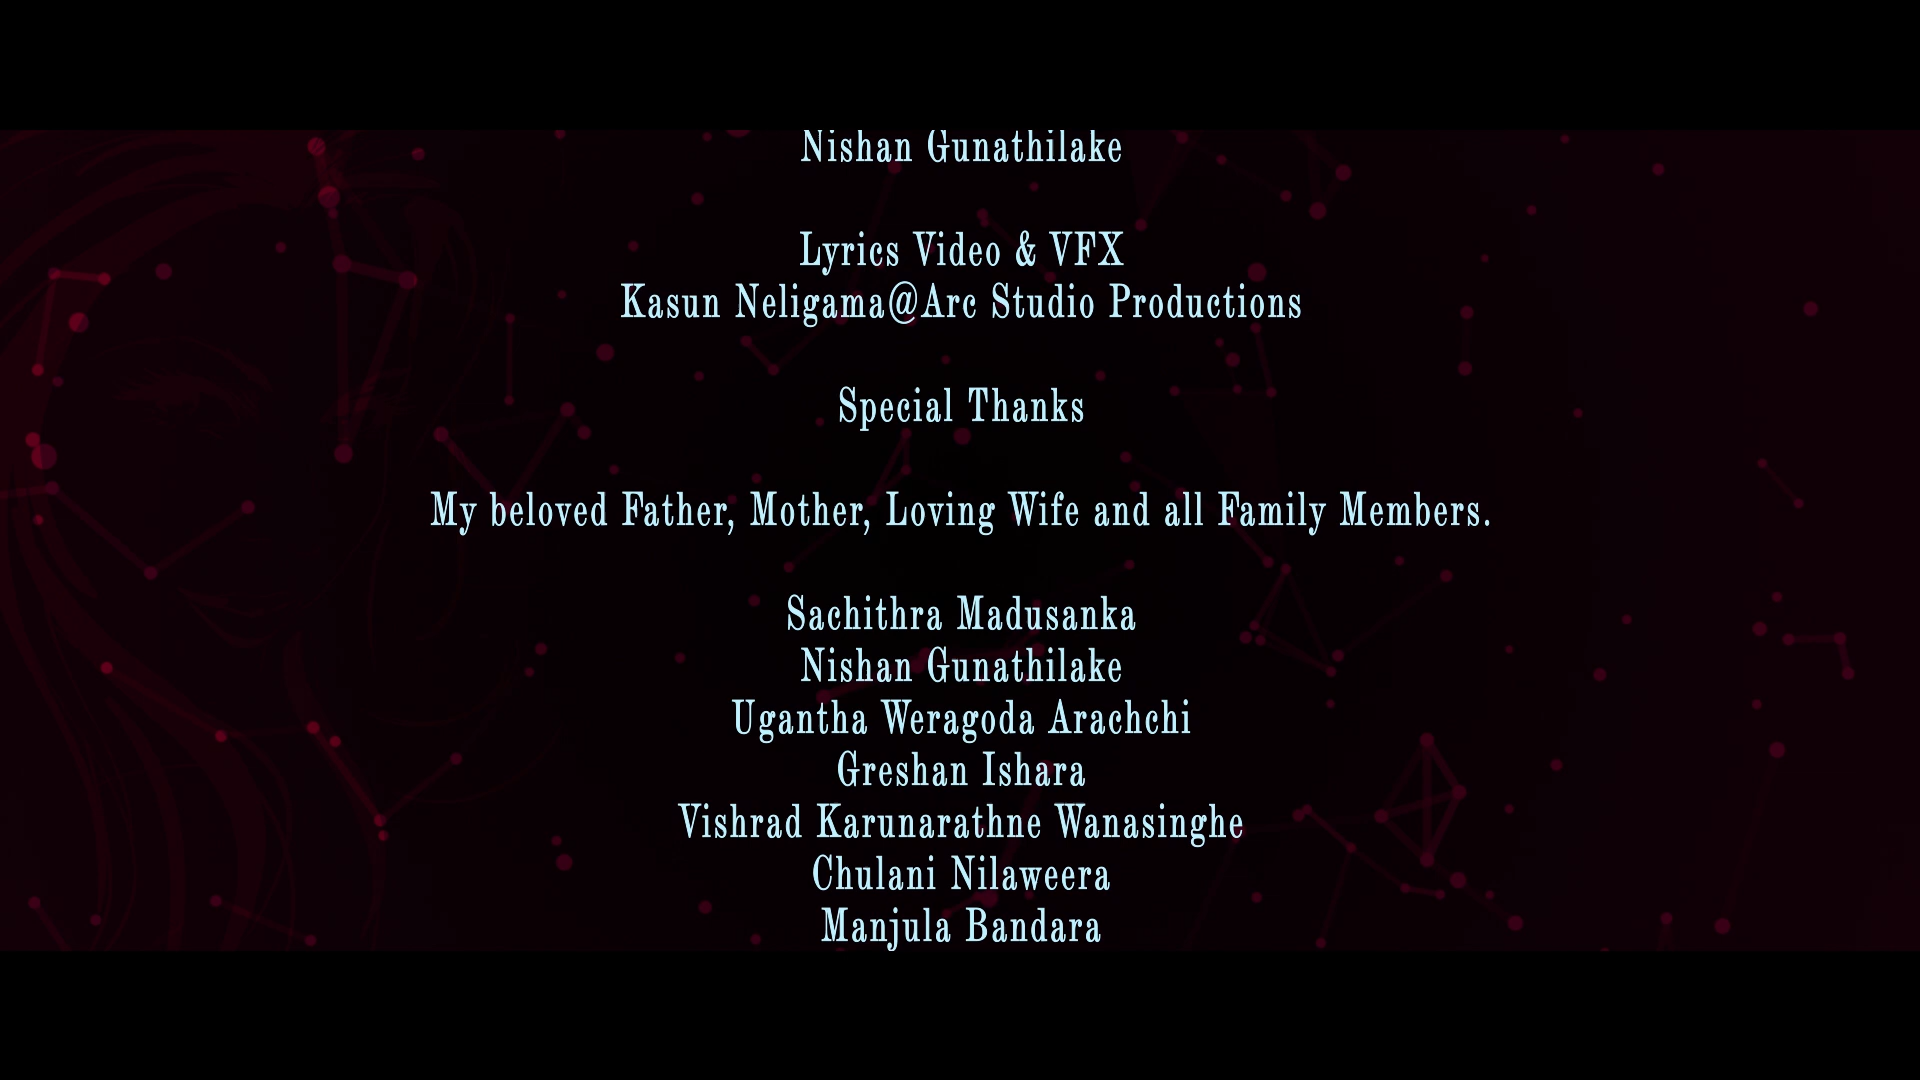 Nishan Gunathilake
Lyrics Video & VFX
Kasun Neligama@Arc Studio Productions
Special Thanks
My beloved Father, Mother, Loving Wife and all Family Members.
Sachithra Madusanka
Nishan Gunathilake
Ugantha Weragoda Arachchi
Greshan Ishara
Vishrad Karunarathne Wanasinghe
Chulani Nilaweera
Manjula Bandara